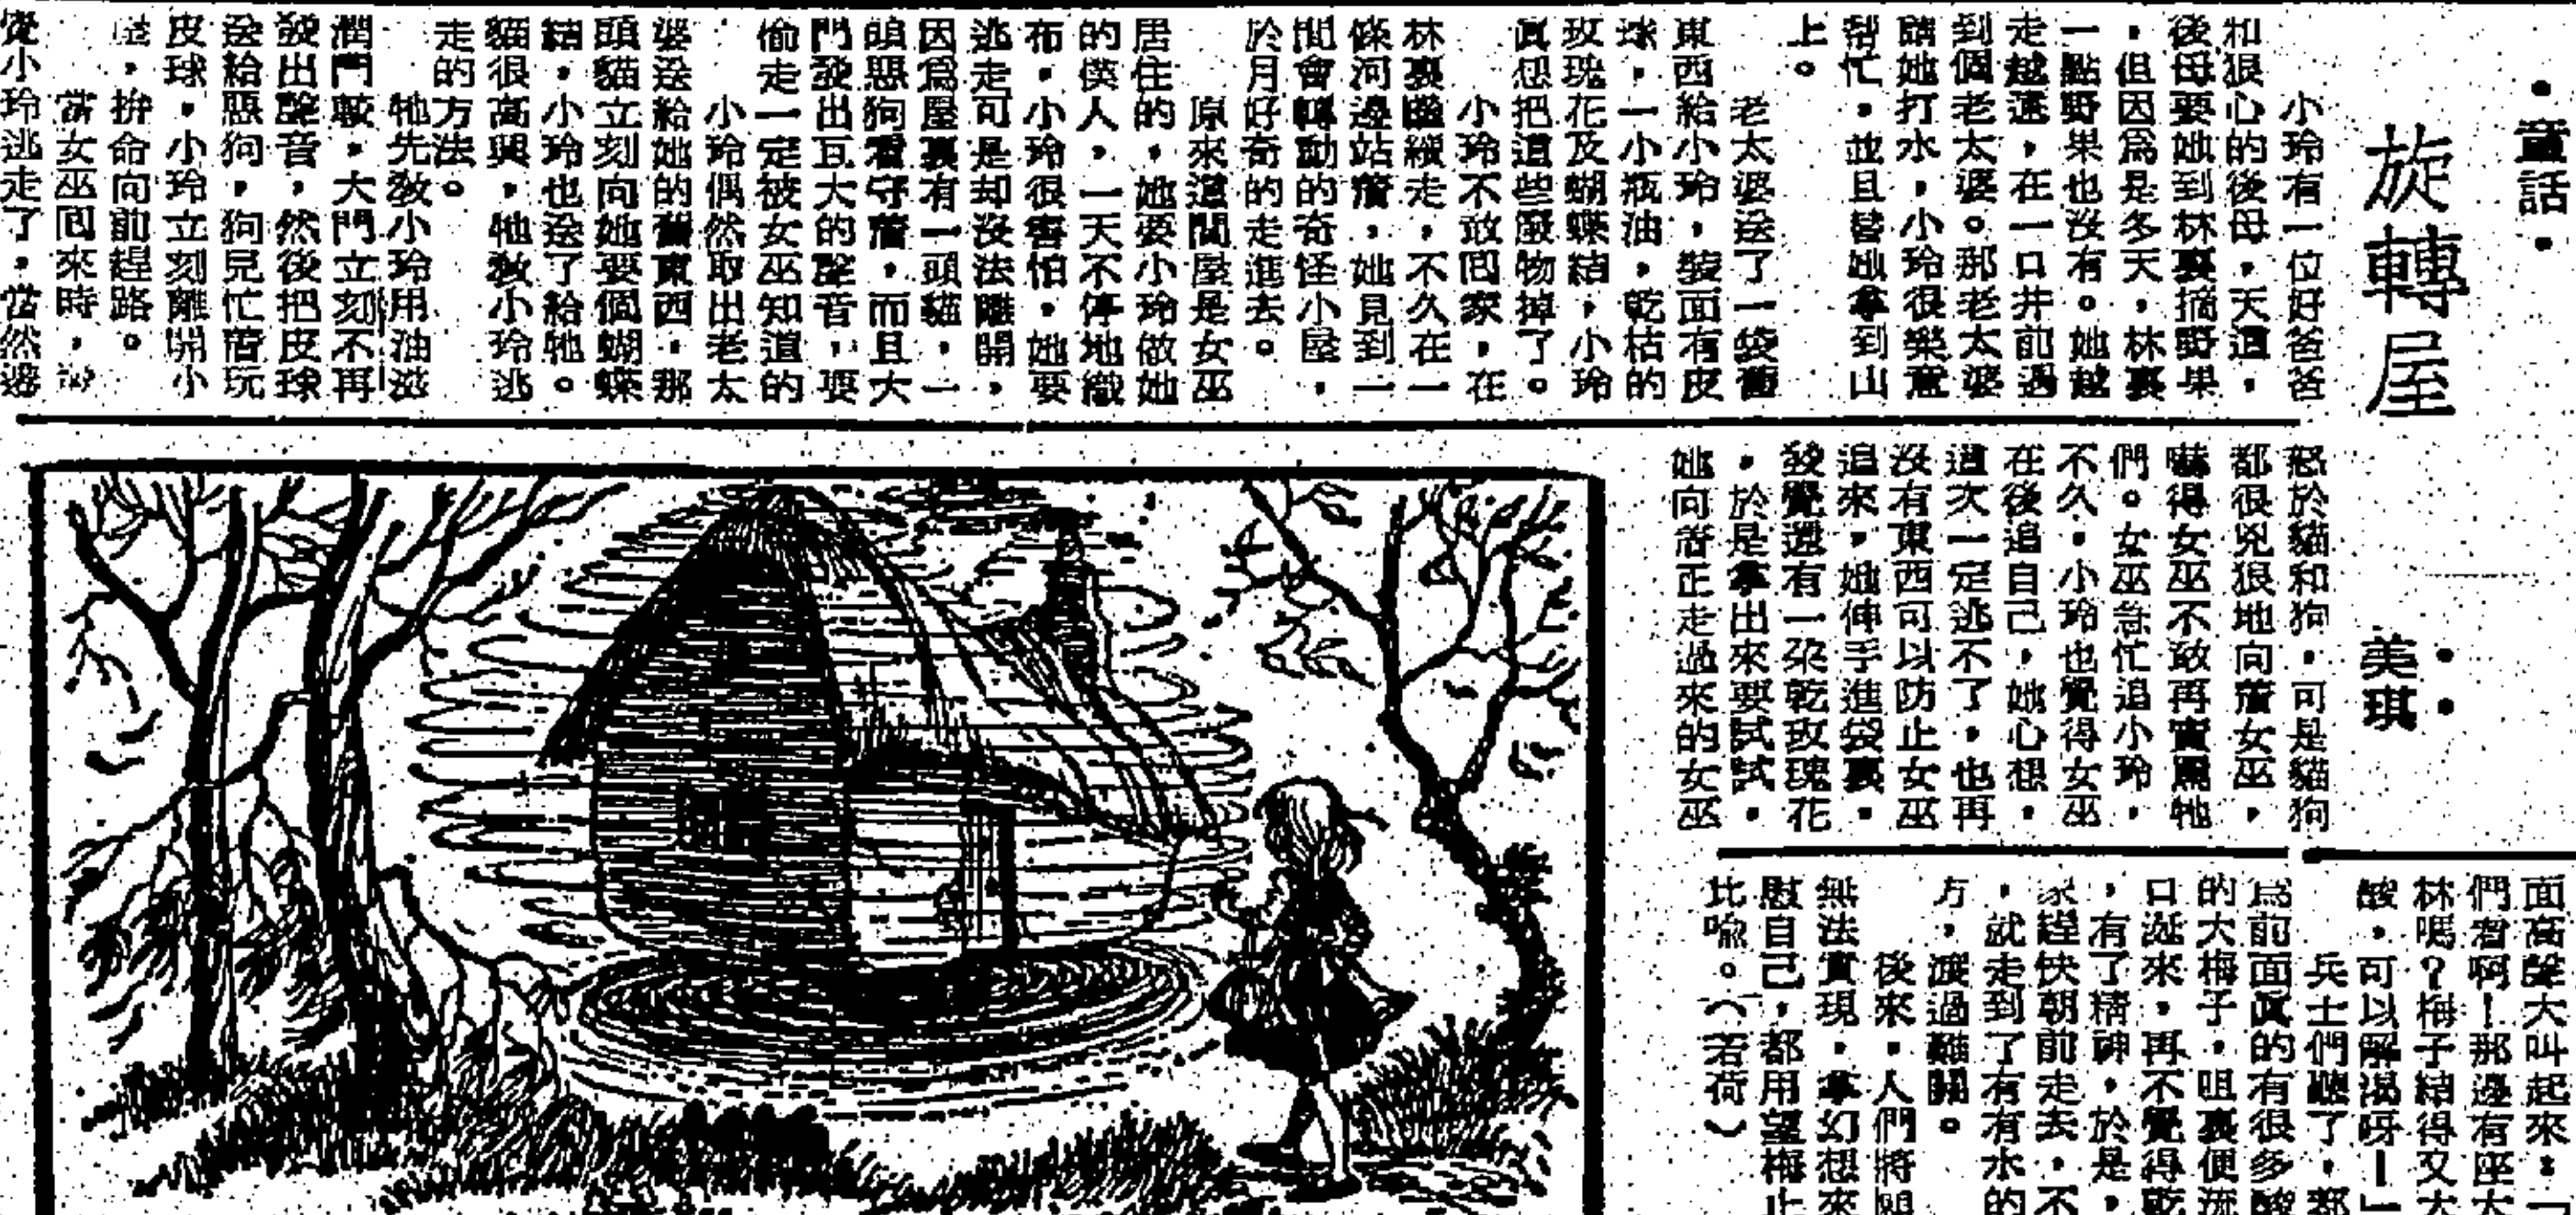 ·童話·
旋轉屋
美琪
小玲有一位好爸爸
和狠心的後母，天這，
後母要她到林裏摘野果
，但因爲是冬天，林裏
一點野果也沒有。她越
走越遠，在一口井前遇
到個老太婆。那老太婆
請她打水，小玲很樂意
幫忙，並且替她拿到山
上。
老太婆送了一袋舊
東西給小玲，裝面有皮
球，一小瓶油，乾枯的
玫瑰花及蝴蝶結，小玲
真想把這些廢物掉了。
小玲不敢回家，在
林裏繼續走，不久在一
條河邊站着，她見到一
間會轉動的奇怪小屋，
於月好奇的走進去。
原來這間屋是女巫
居住的，她要小玲做她
的僕人，一天不停地織
布，小玲很害怕，她要
逃走可是却沒法離開，
因爲屋裏有一頭貓，一
頭惡狗看守着，而且大
門發出亙大的聲音，要
偷走一定被女巫知道的
小玲偶然取出老太
婆送給她的舊東西，那
頭貓立刻向她要個蝴蝶
結，小玲也送了給牠。
貓很高興，牠教小玲逃
走的方法。
牠先敎小玲用油滋
潤門鉸，大門立刻不再
發出聲音，然後把皮球
送給惡狗，狗見忙着玩
皮球，小玲立刻離開小
屋，拚命向前趕路。
當女巫回來時，
覺小玲逃走了，當然遷
怒於貓和狗，可是貓狗
都很兇狠地向着女巫，
嚇得女巫不敢再責罵牠
們。女巫急忙追小玲，
不久，小玲也覺得女巫
在後追自己，她心想，
這次一定逃不了，也再
沒有東西可以防止女巫
追來，她伸手進袋裏，
發覺還有一朶乾玫瑰花
，於是拿出來要試試，
她向着正走過來的女巫
面高聲大叫起來：一
們看啊！那邊有座大
林嗎？梅子結得又大
酸，可以解渴呀！」
兵士們聽了，都
爲前面眞的有很多酸
的大梅子，咀裏便流
口涎來，再不覺得乾
，有了精神，於是，
家趕快朝前走去，不
，就走到了有有水的
方，渡過難關。
後來，人們將
無法實現，拿幻想來
慰自己，都用望梅止
比喻。（若荷）